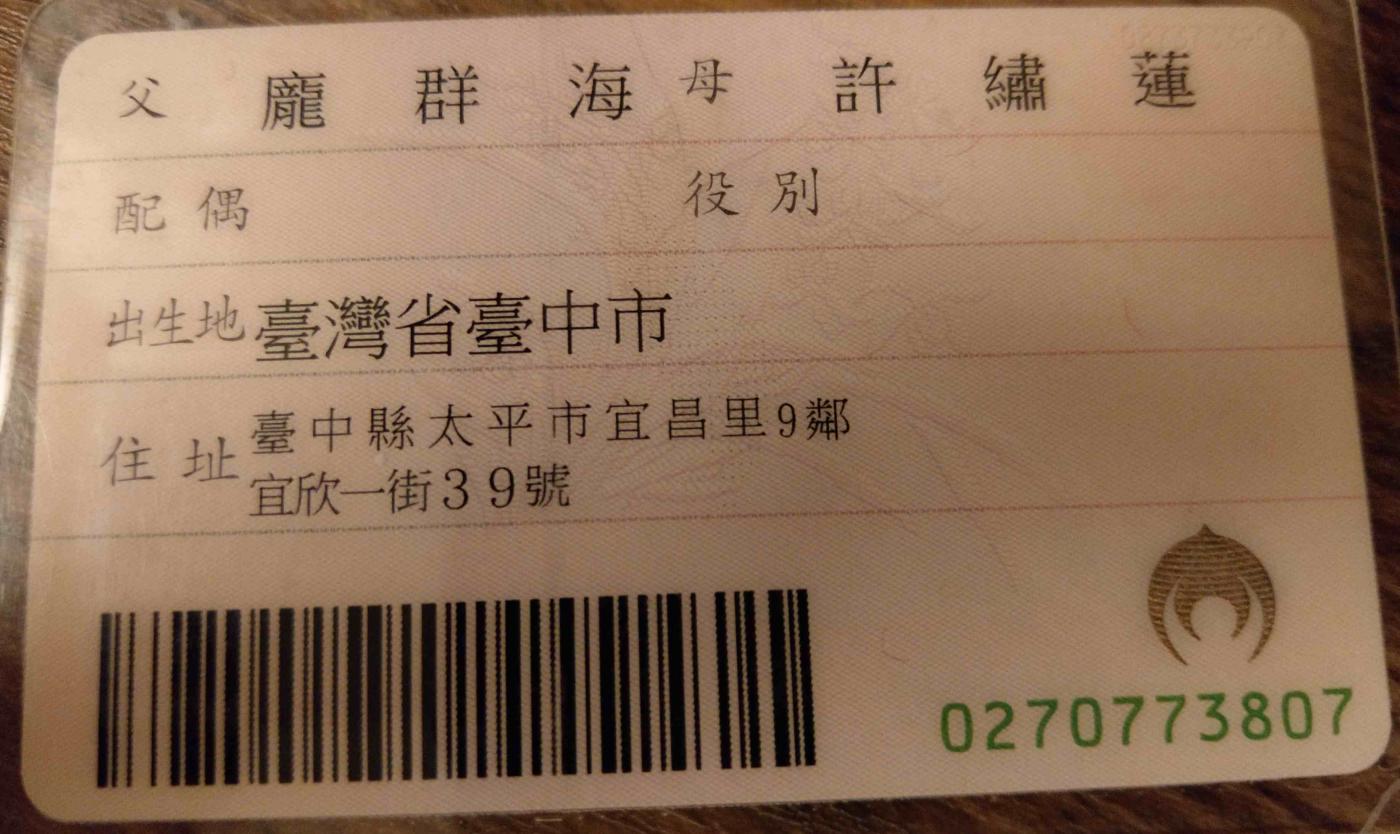 父 龐群海 母 許繡蓮
配偶 役別
出生地 臺灣省臺中市
住址 臺中縣太平市宜昌里9鄰
宜欣一街39號
0270773807